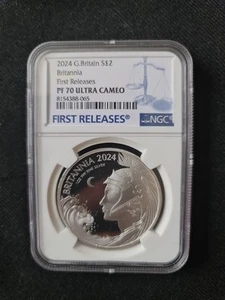 2024 G.Britain S£2
Britannia
First Releases
PF 70 ULTRA CAMEO
8154388-065
FIRST RELEASES
NGC
BRITANNIA 2024